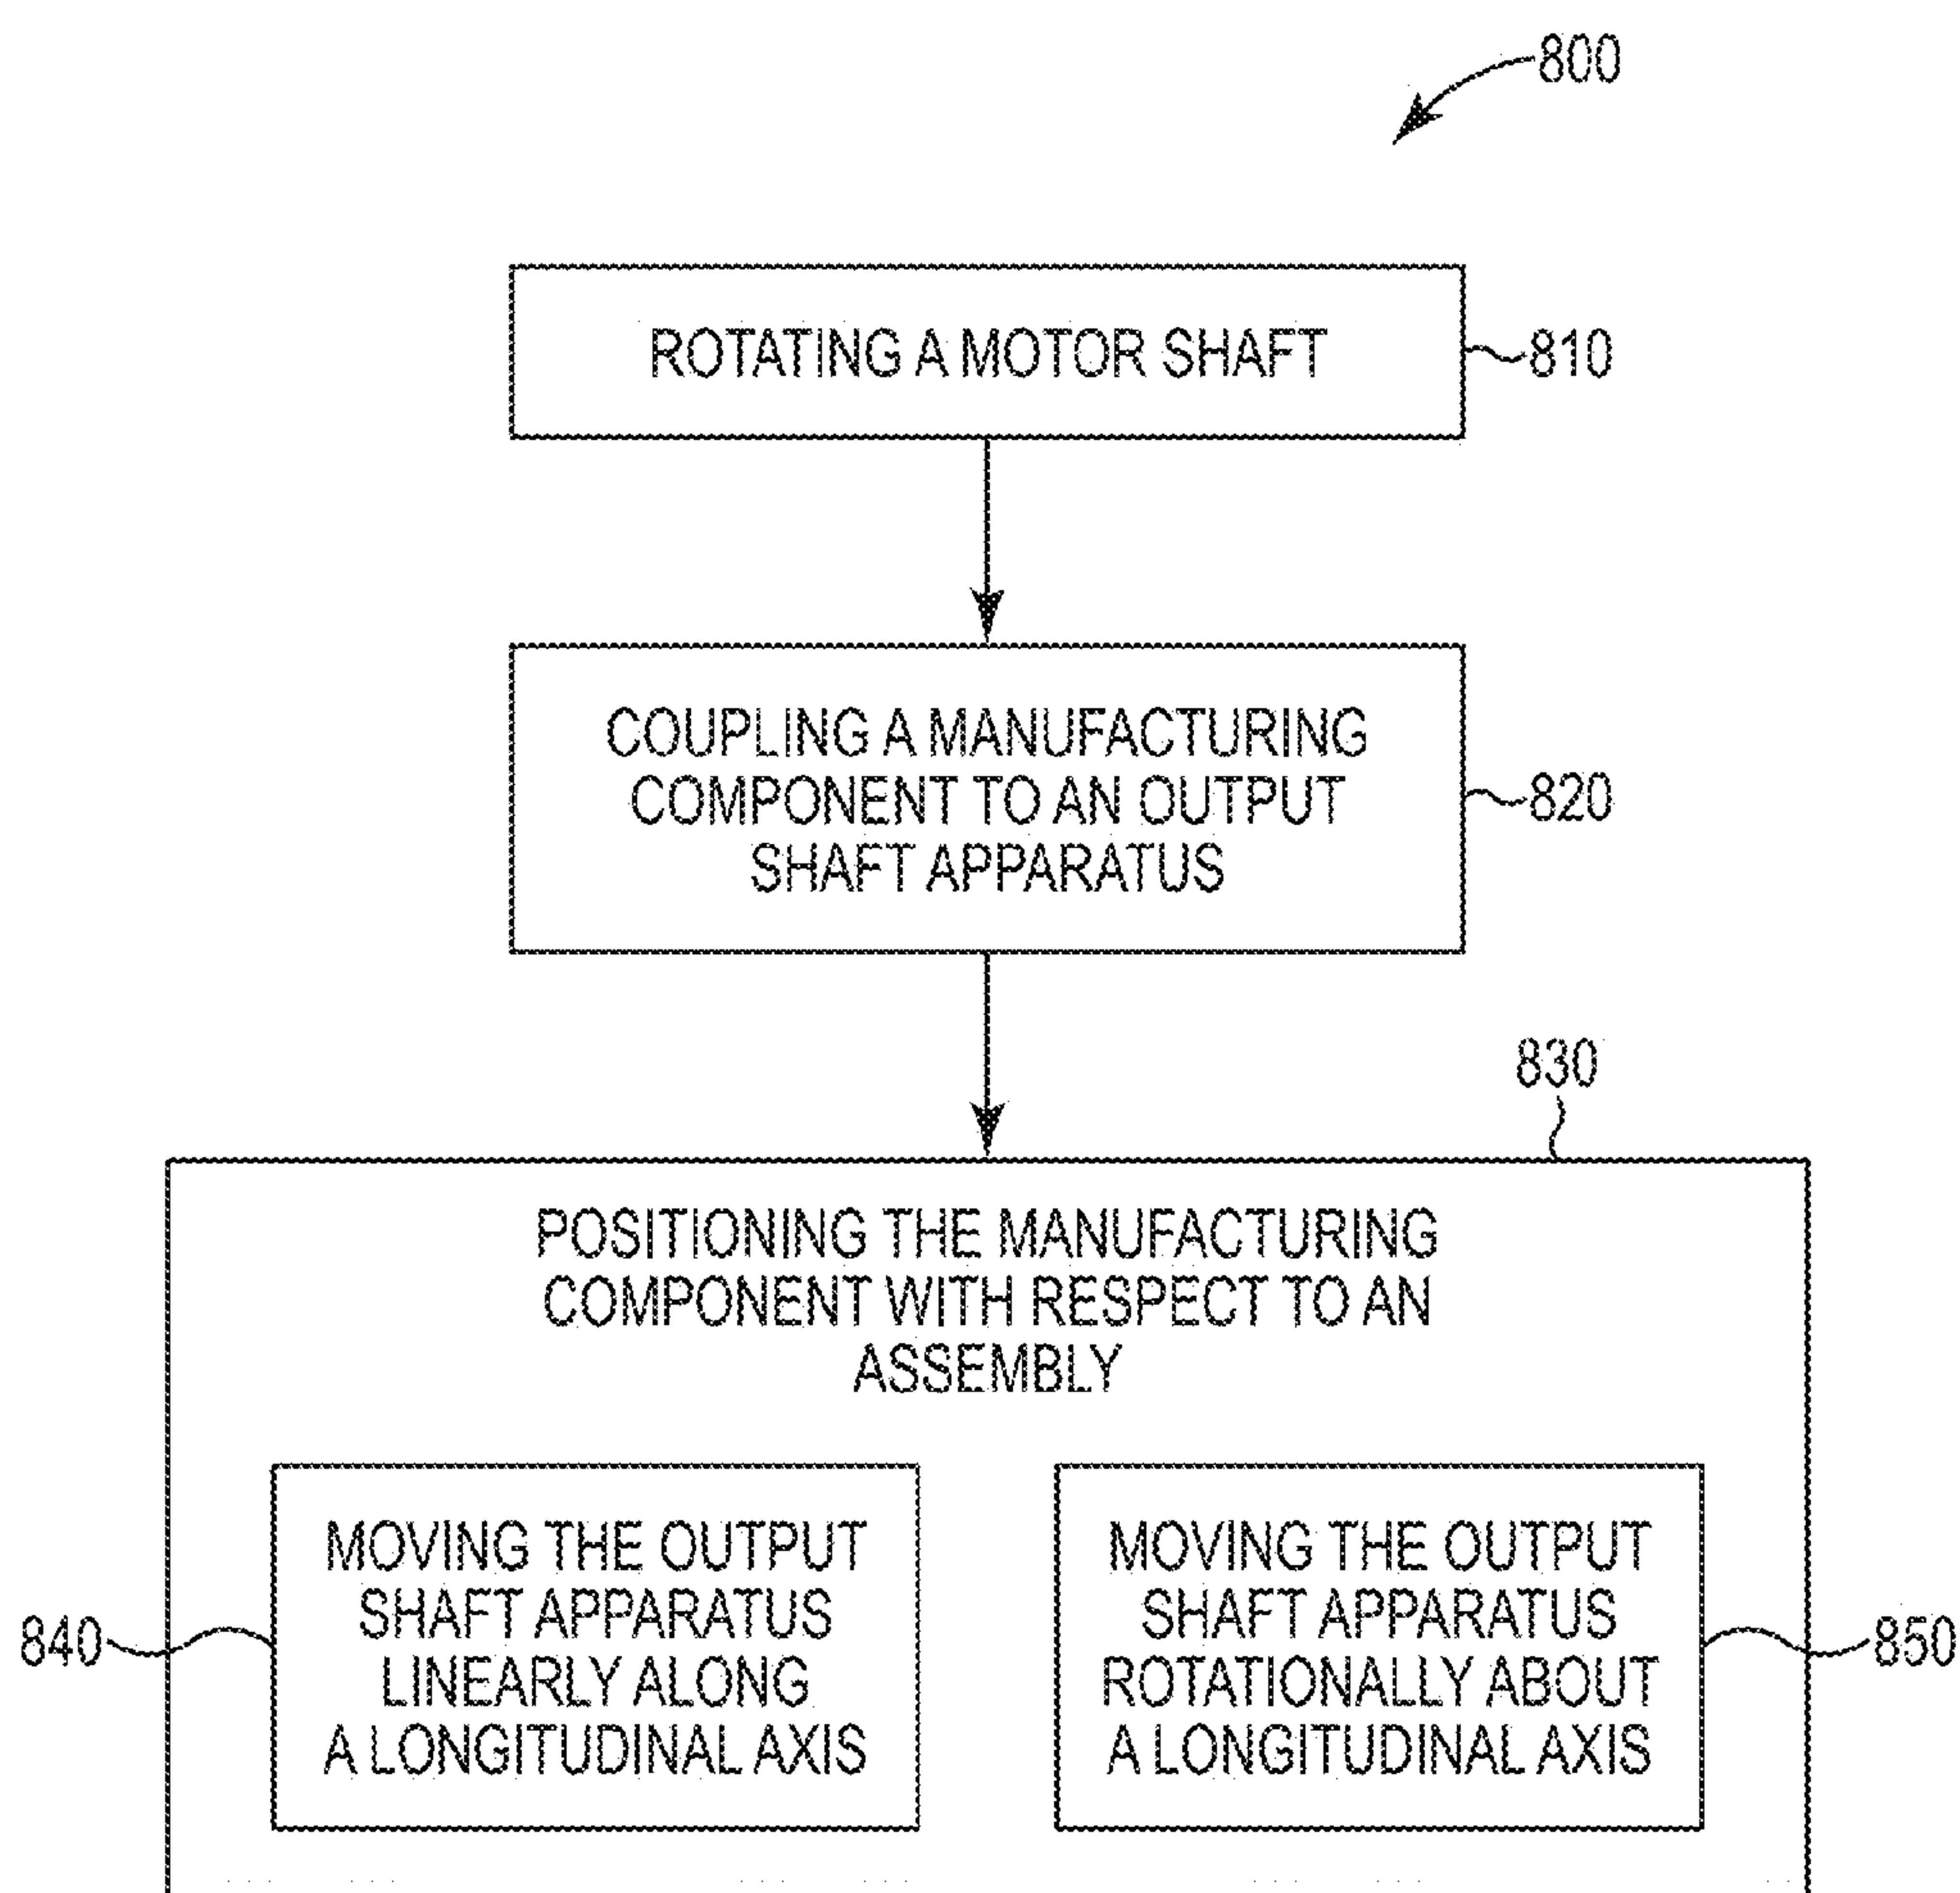 800
ROTATING A MOTOR SHAFT
810
COUPLING A MANUFACTURING
COMPONENT TO AN OUTPUT
SHAFT APPARATUS
820
830
POSITIONING THE MANUFACTURING
COMPONENT WITH RESPECT TO AN
ASSEMBLY
840
MOVING THE OUTPUT
SHAFT APPARATUS
LINEARLY ALONG
A LONGITUDINAL AXIS
MOVING THE OUTPUT
SHAFT APPARATUS
ROTATIONALLY ABOUT
A LONGITUDINAL AXIS
850